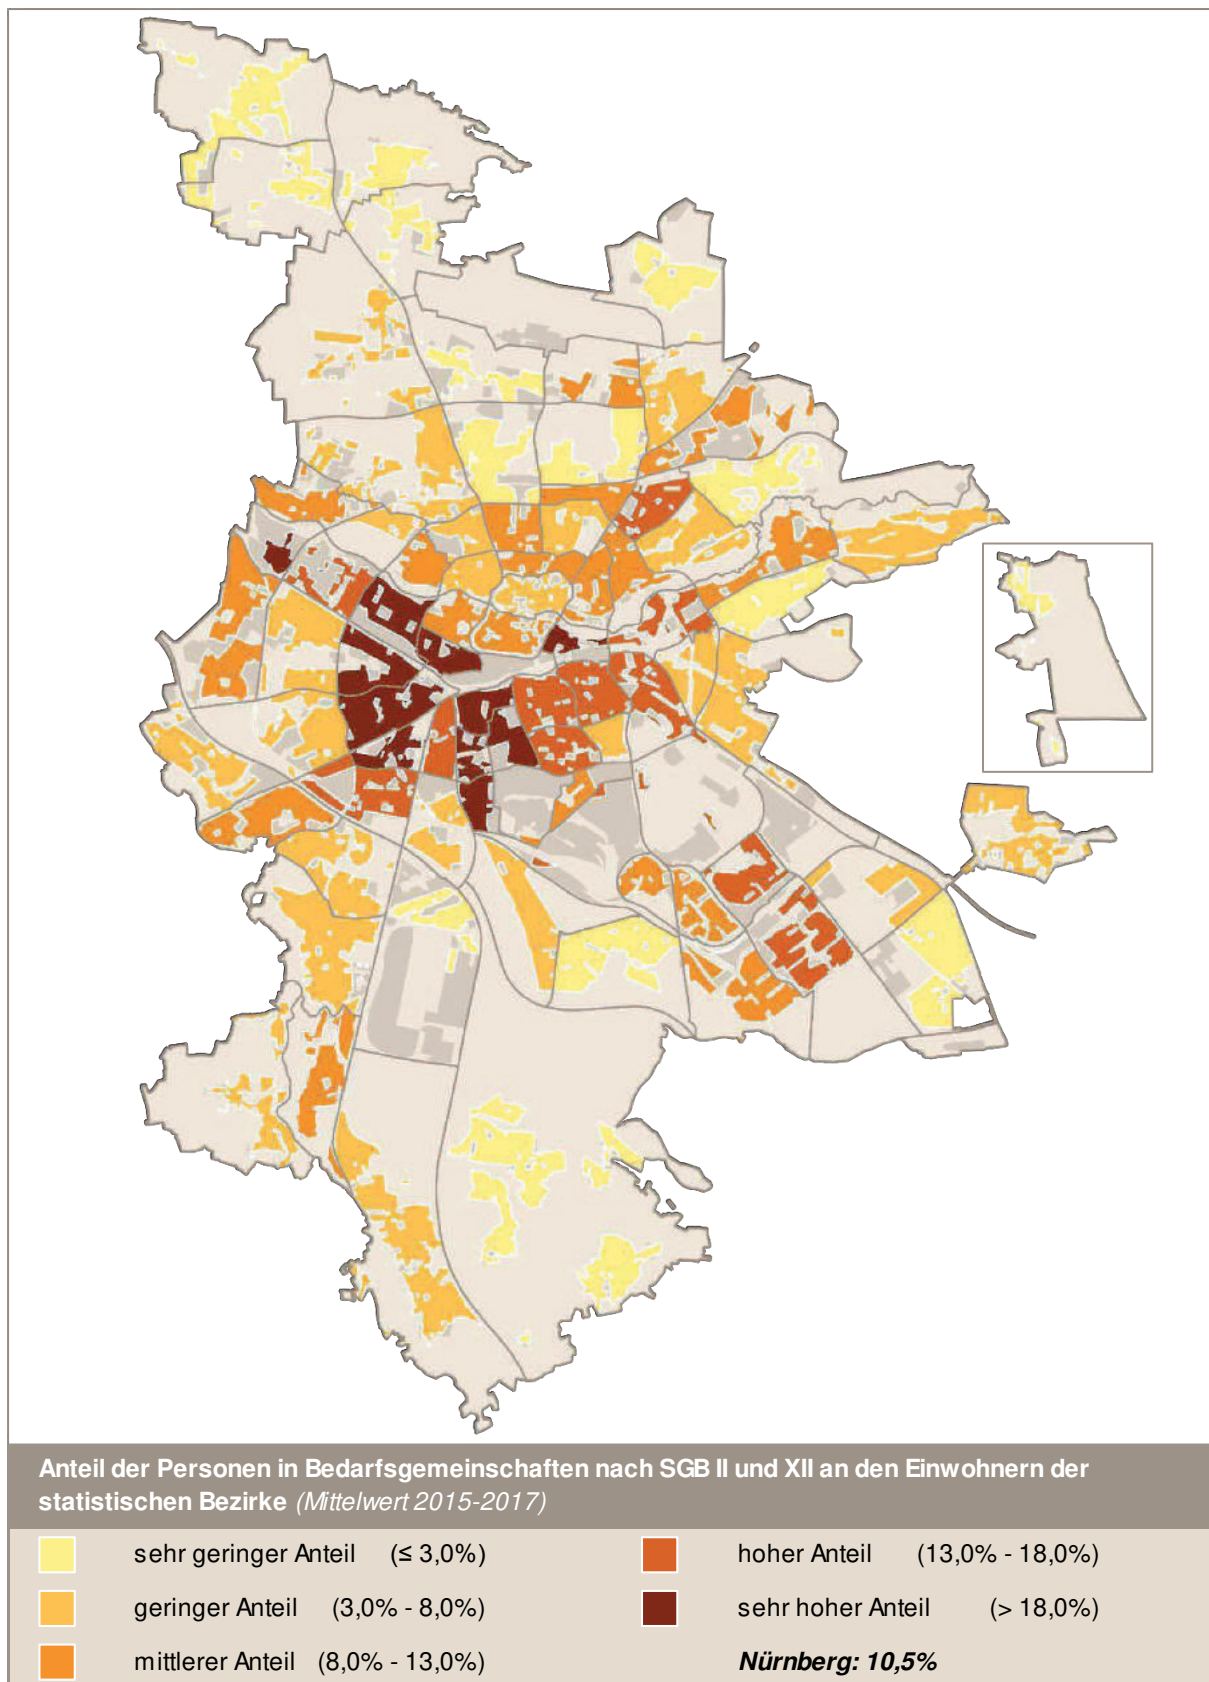 Anteil der Personen in Bedarfsgemeinschaften nach SGB II und XII an den Einwohnern der
statistischen Bezirke (Mittelwert 2015-2017)
sehr geringer Anteil (≤ 3,0%)
geringer Anteil (3,0% - 8,0%)
mittlerer Anteil (8,0% - 13,0%)
hoher Anteil (13,0% - 18,0%)
sehr hoher Anteil (> 18,0%)
Nürnberg: 10,5%